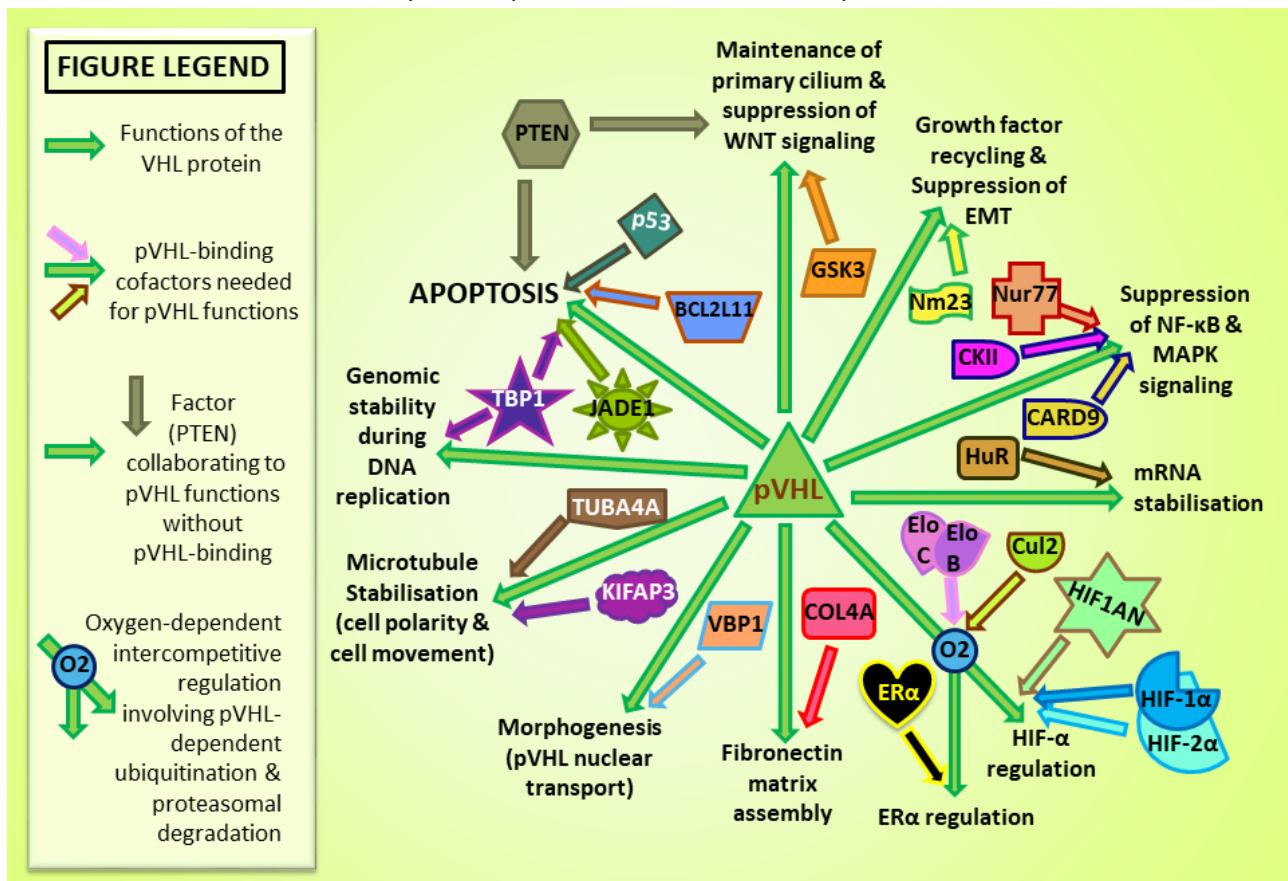 FIGURE LEGEND
Functions of the
VHL protein
pVHL-binding
cofactors needed
for pVHL functions
Factor
(PTEN)
collaborating to
pVHL functions
without
pVHL-binding
Oxygen-dependent
intercompetitive
regulation
involving pVHL-
dependent
ubiquitination &
proteasomal
degradation
O2
Maintenance of
primary cilium &
suppression of
WNT signaling
PTEN
Growth factor
recycling &
Suppression of
EMT
p53
GSK3
APOPTOSIS
BCL2L11
Nm23
Nur77
Suppression
of NF-κB &
MAPK
signaling
CKII
CARD9
Genomic
stability
during
DNA
replication
TBP1
JADE1
HuR
mRNA
stabilisation
pVHL
TUBA4A
Elo
C
Elo
B
Cul2
HIF1AN
Microtubule
Stabilisation
(cell polarity &
cell movement)
KIFAP3
VBP1
COL4A
O2
ERα
HIF-1α
HIF-2α
Morphogenesis
(pVHL nuclear
transport)
Fibronectin
matrix
assembly
HIF-α
regulation
ERα regulation